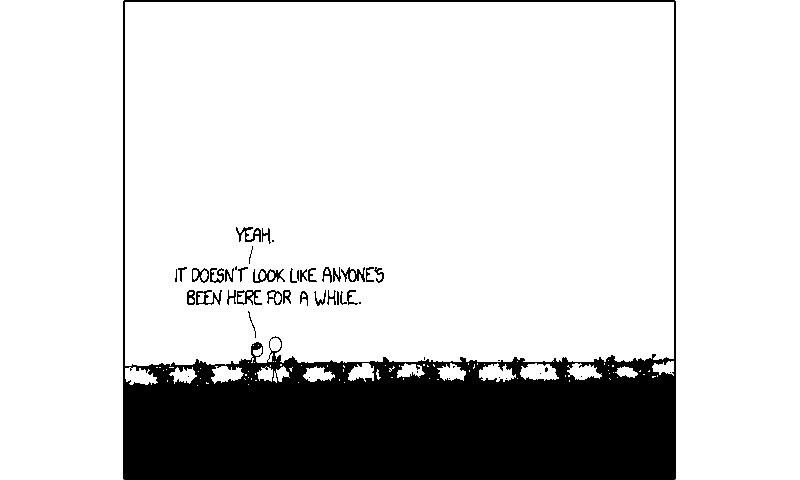 YEAH.
IT DOESN'T LOOK LIKE ANYONE'S
BEEN HERE FOR A WHILE.